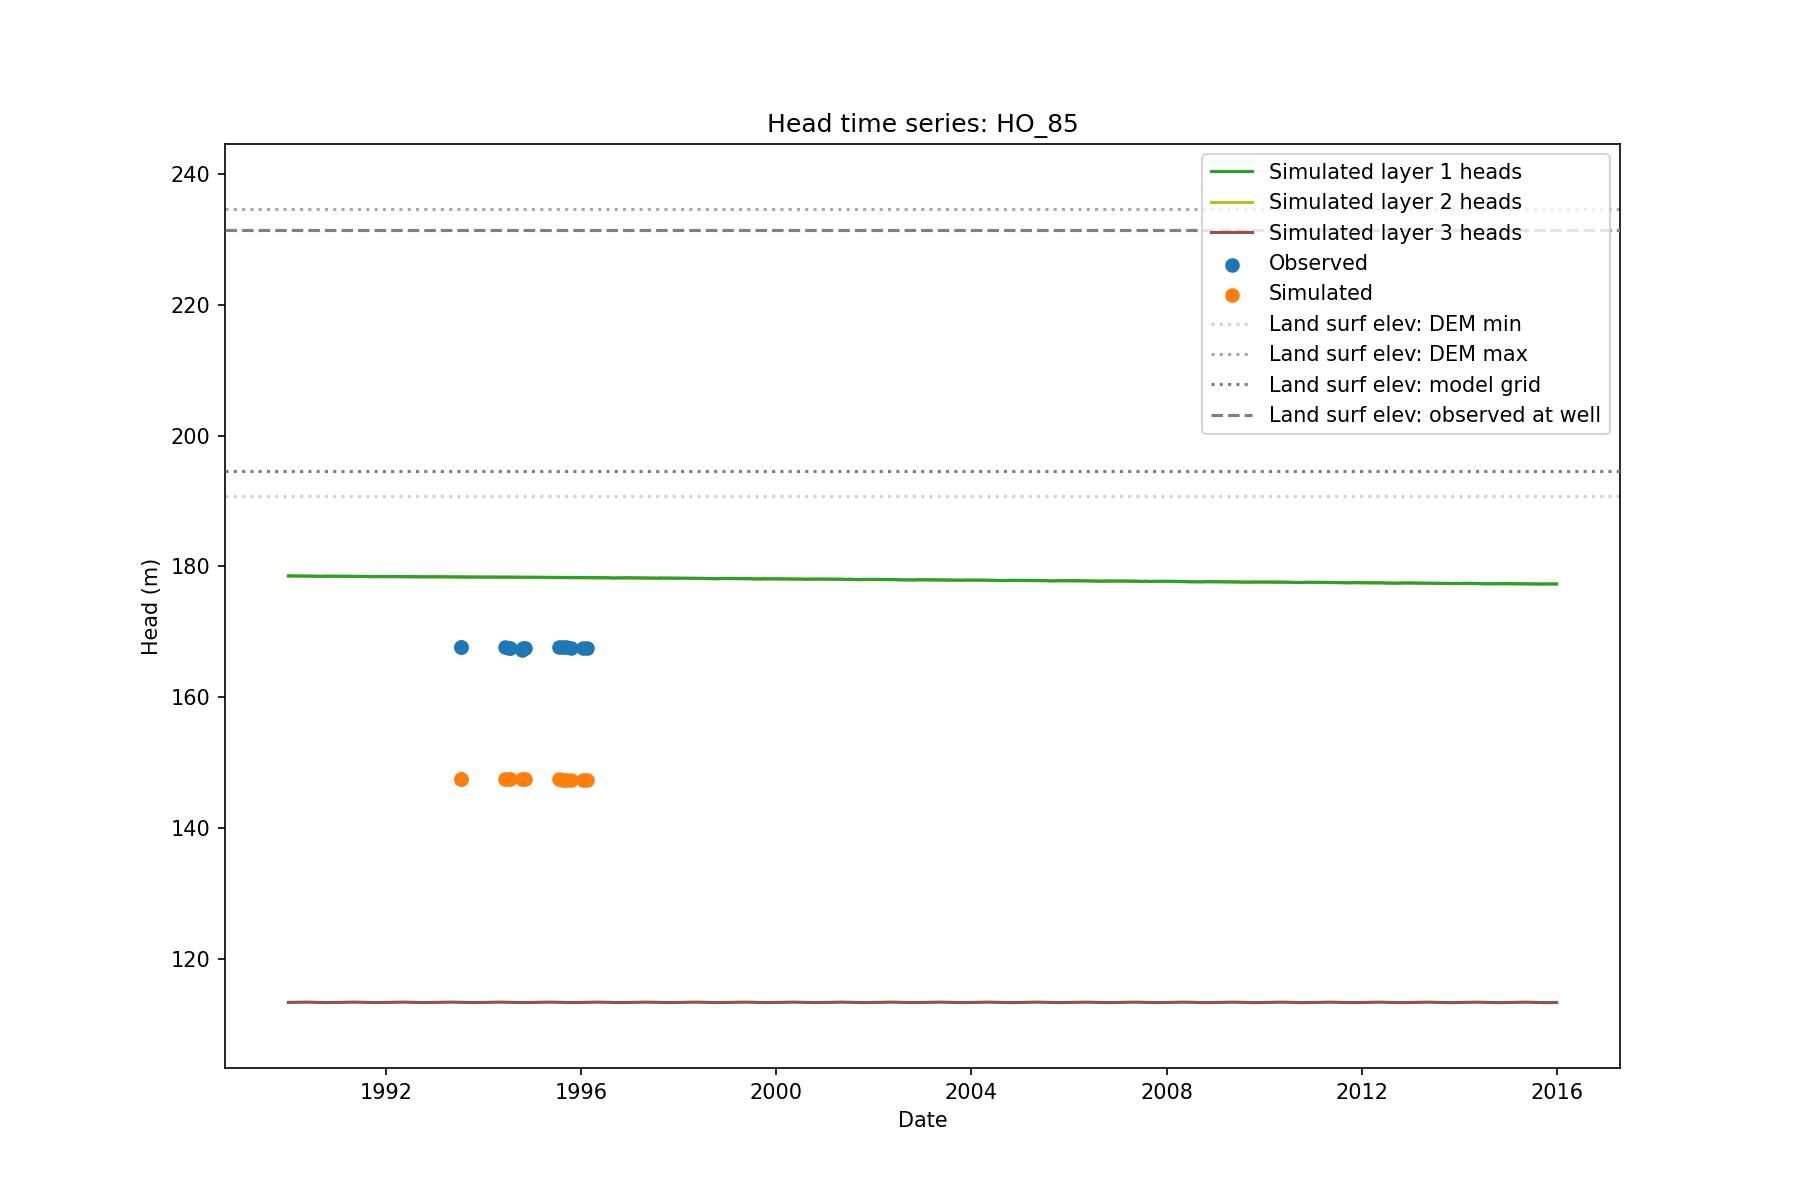 Head time series: HO_85
240
220
200
180
160
140
120
Head (m)
Simulated layer 1 heads
Simulated layer 2 heads
Simulated layer 3 heads
Observed
Simulated
Land surf elev: DEM min
Land surf elev: DEM max
Land surf elev: model grid
Land surf elev: observed at well
1992 1996 2000 2004 2008 2012 2016
Date